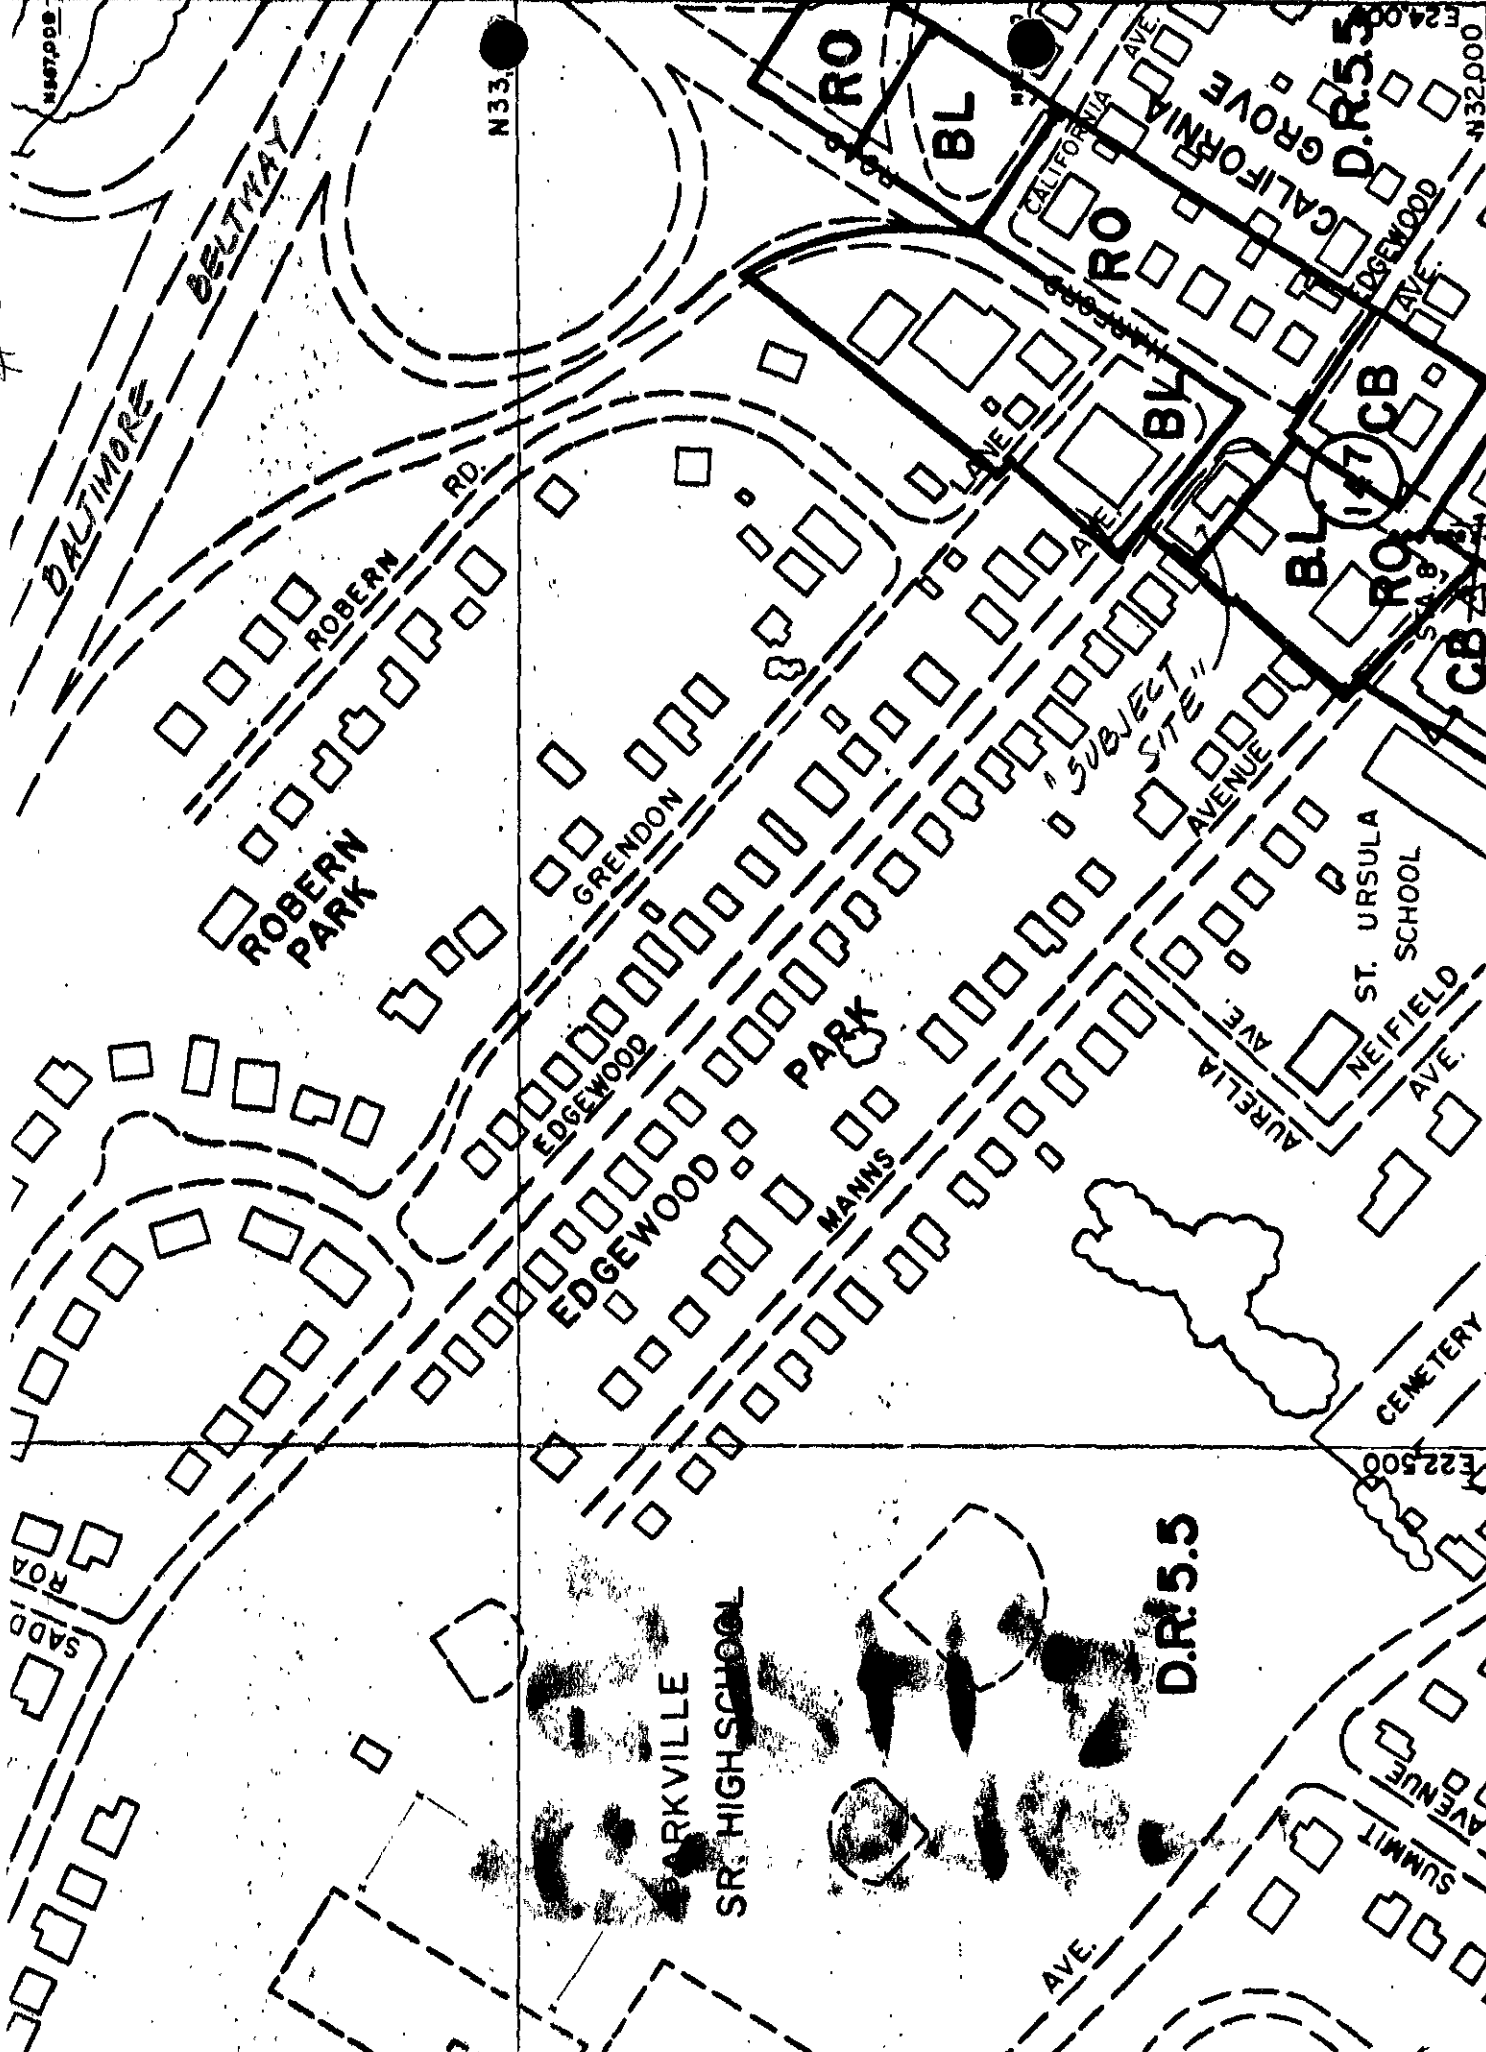 E24,000
N33,
RO
BL
AVE.
CALIFORNIA
GROVE
D.R.5.5
N32,000
BALTIMORE BELTWAY
ROAD
CALIFORNIA
RO
HARFORD
EDGEWOOD
AVE.
ROBERN
RD.
LANE
BL
CB
147
AVE.
BL
RO
CB
"SUBJECT
SITE"
ROBERN
PARK
GRENDON
AVENUE
ST. URSULA
SCHOOL
EDGEWOOD
EDGEWOOD PARK
MANNS
AURELIA
AVE.
NEIFIELD
AVE.
CEMETERY
E22,500
PARKVILLE
SR. HIGH SCHOOL
D.R.5.5
AVE.
SUMMIT
AVENUE